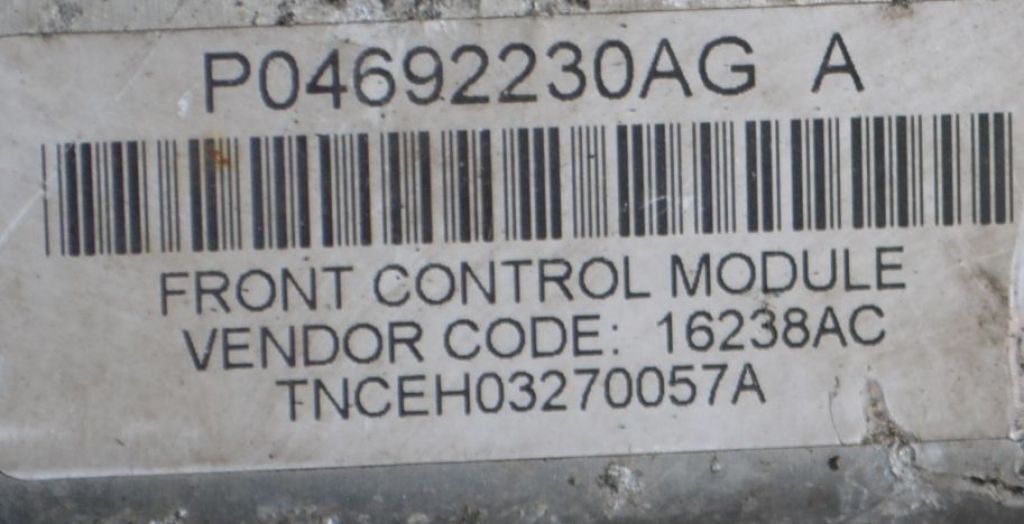 P04692230AG A
FRONT CONTROL MODULE
VENDOR CODE: 16238AC
TNCEH03270057A